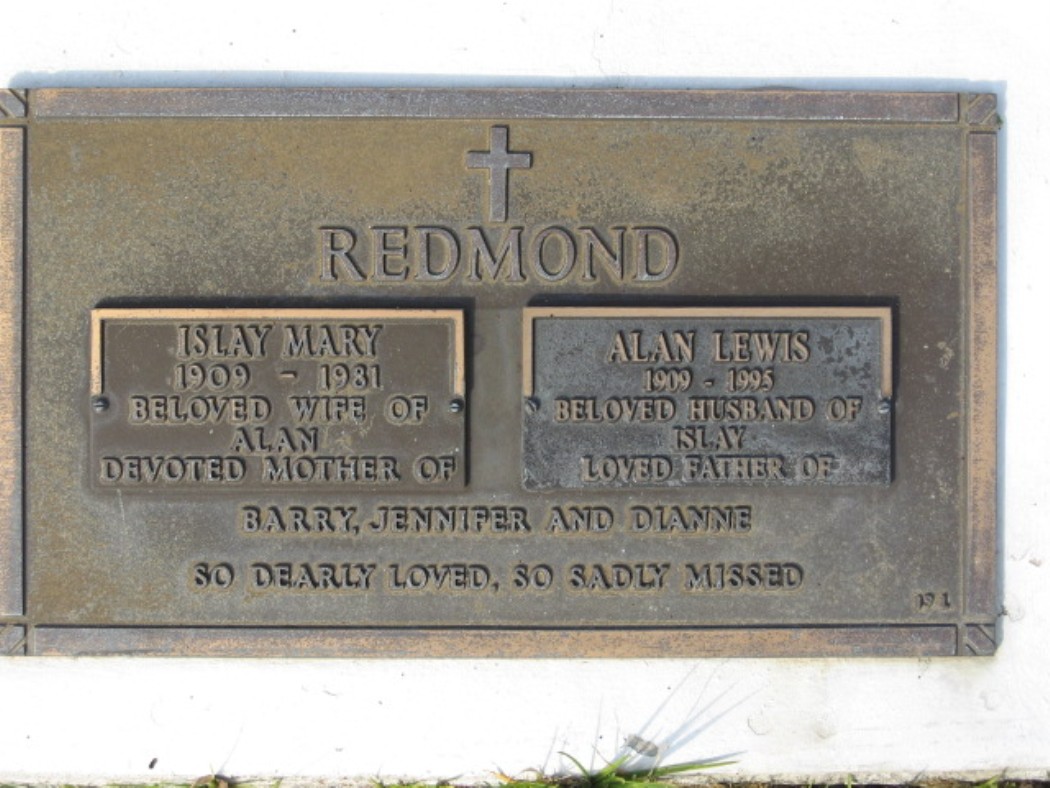 REDMOND
ISLAY MARY
1909 - 1981
BELOVED WIFE OF
ALAN
DEVOTED MOTHER OF
ALAN LEWIS
1909 - 1995
BELOVED HUSBAND OF
ISLAY
LOVED FATHER OF
BARRY, JENNIFER AND DIANNE
SO DEARLY LOVED, SO SADLY MISSED